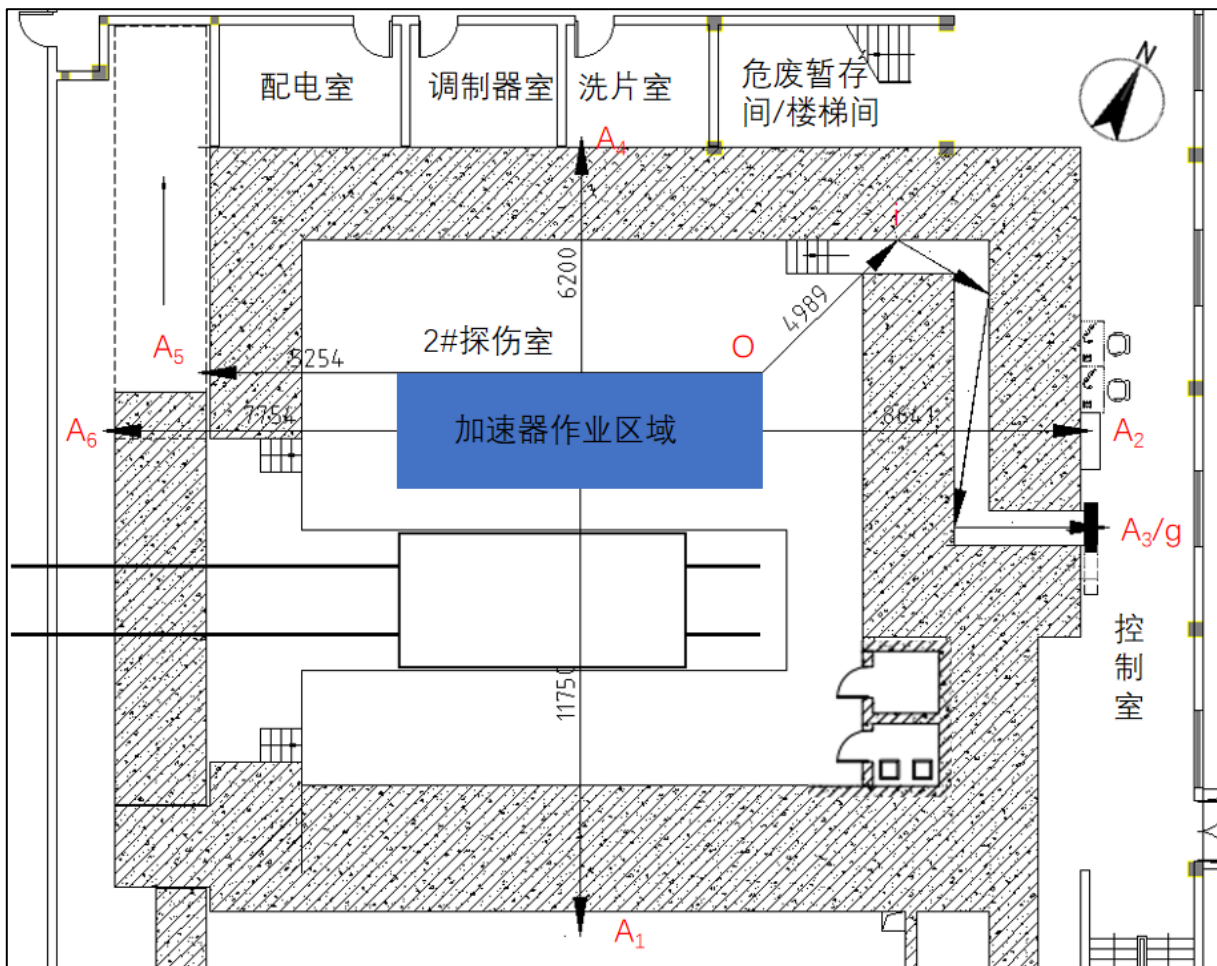 N
配电室
调制器室
洗片室
危废暂存
间/楼梯间
A4
i
6200
4989
A5
5254
2#探伤室
O
A6
7754
加速器作业区域
8641
A2
A3/g
控
制
室
11750
A1